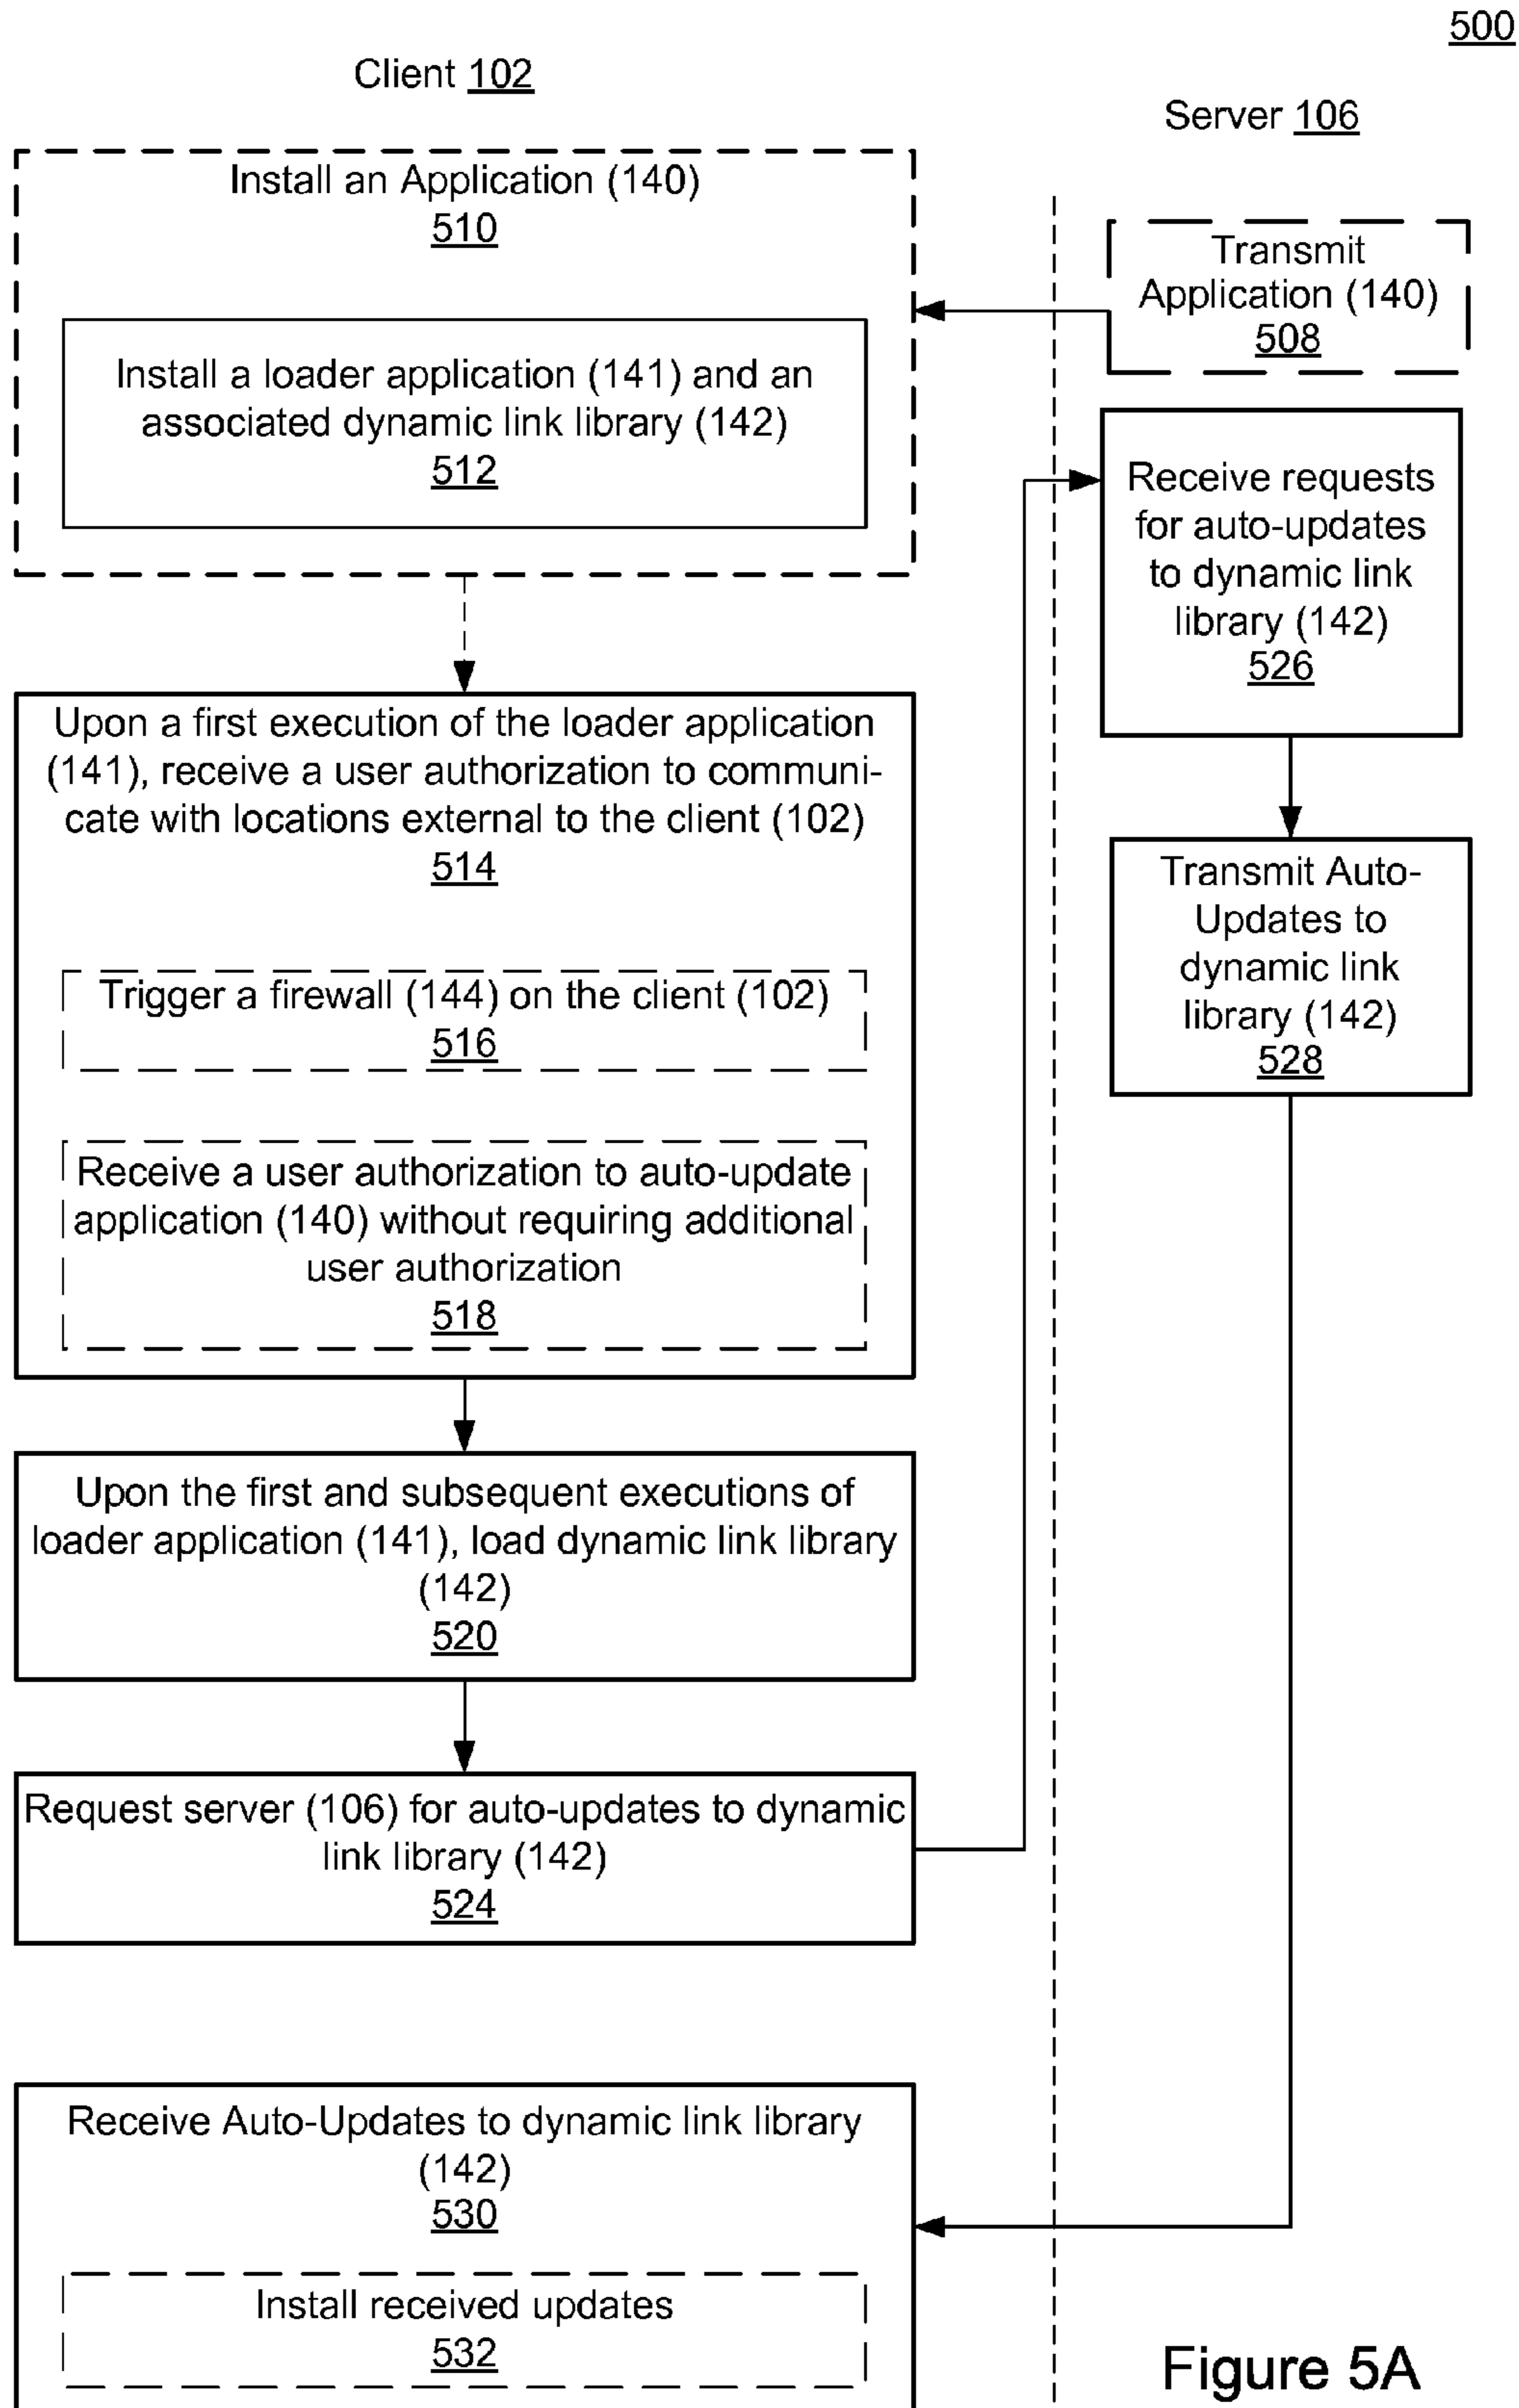 500
Client 102
Server 106
Install an Application (140)
510
Install a loader application (141) and an
associated dynamic link library (142)
512
Transmit
Application (140)
508
Receive requests
for auto-updates
to dynamic link
library (142)
526
Upon a first execution of the loader application
(141), receive a user authorization to communi-
cate with locations external to the client (102)
514
Trigger a firewall (144) on the client (102)
516
Receive a user authorization to auto-update
application (140) without requiring additional
user authorization
518
Transmit Auto-
Updates to
dynamic link
library (142)
528
Upon the first and subsequent executions of
loader application (141), load dynamic link library
(142)
520
Request server (106) for auto-updates to dynamic
link library (142)
524
Receive Auto-Updates to dynamic link library
(142)
530
Install received updates
532
Figure 5A